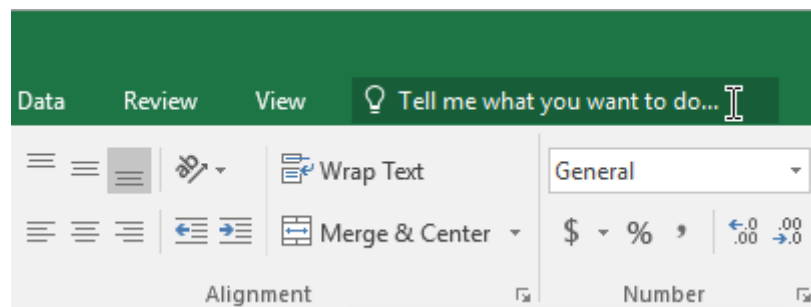 Data Review View Tell me what you want to do...
Wrap Text General
Merge & Center $ % , .0 .00 .00 .0
Alignment Number